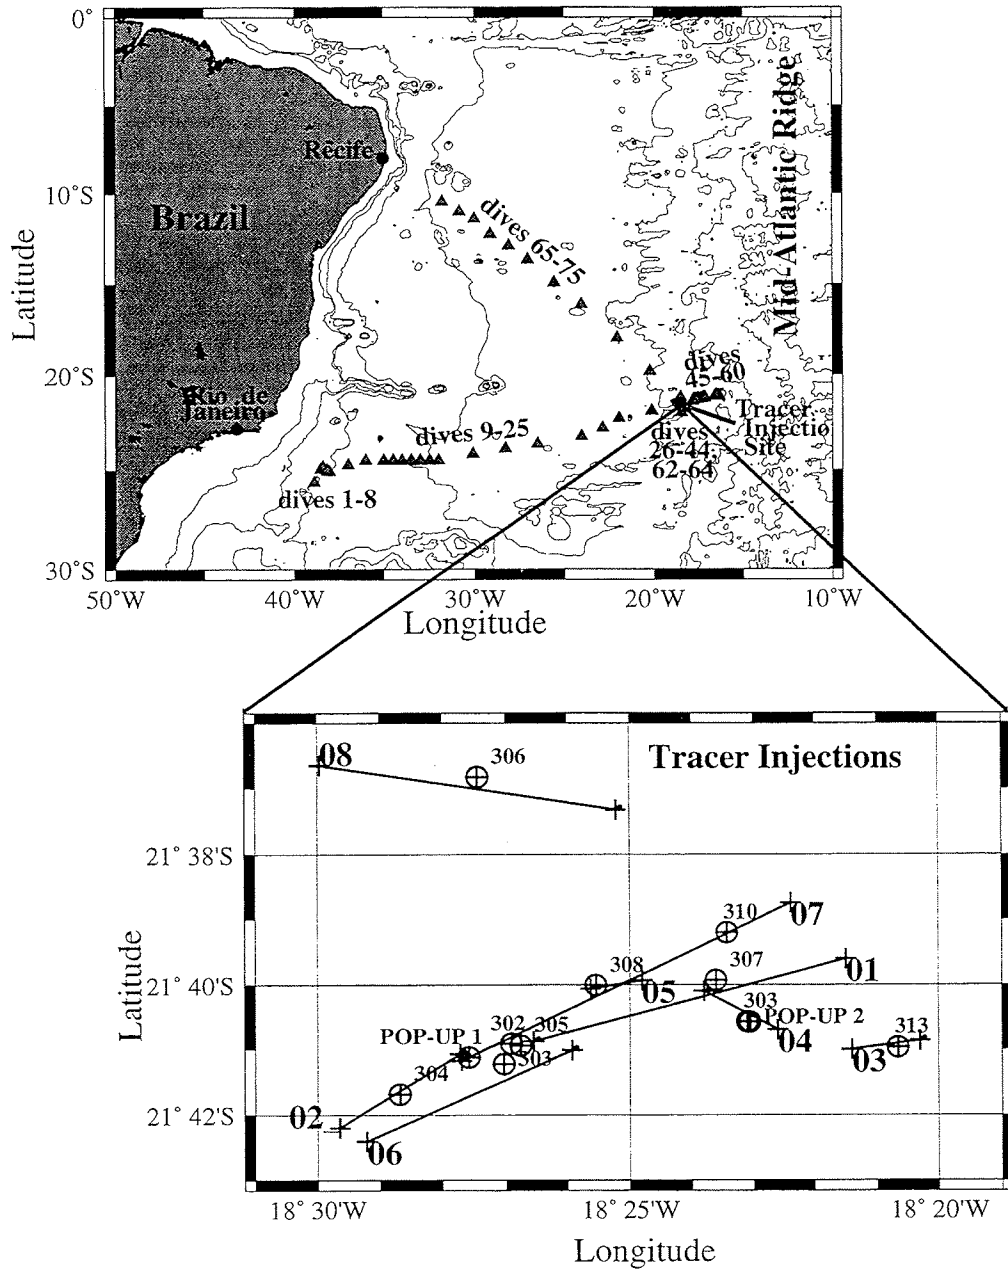 0°
Recife
10°S
Brazil
dives 65-75
Mid-Atlantic Ridge
Latitude
20°S
dives
45-60
Rio de
Janeiro
Tracer
Injectio
Site
dives 9-25
dives
26-44,
62-64
dives 1-8
30°S
50°W
40°W
30°W
20°W
10°W
Longitude
08
306
Tracer Injections
21° 38'S
310
07
307
01
308
05
Latitude
21° 40'S
303
POP-UP 2
302
305
POP-UP 1
04
313
03
303
304
21° 42'S
02
06
18° 30'W
18° 25'W
18° 20'W
Longitude